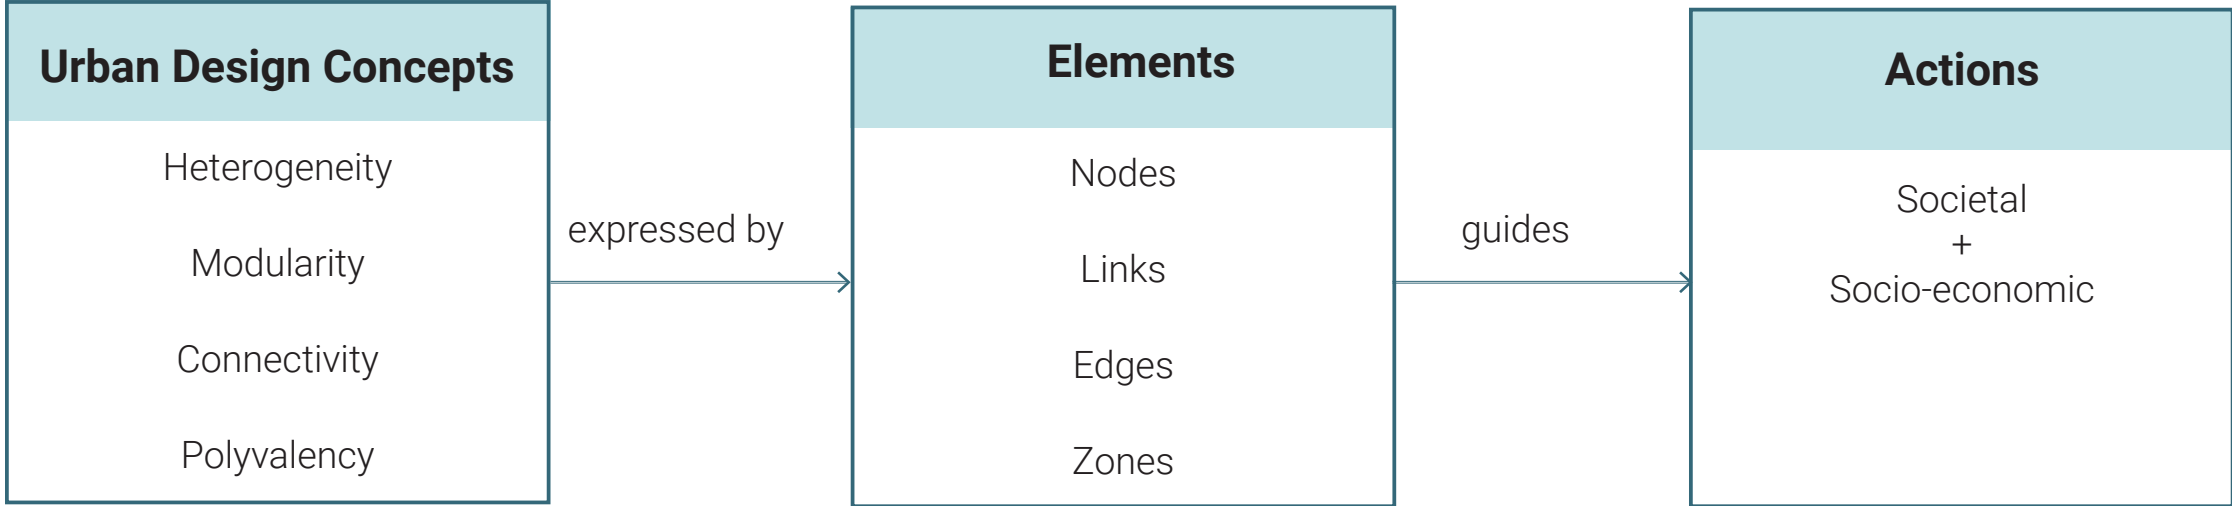 Urban Design Concepts
Heterogeneity
Modularity
Connectivity
Polyvalency
expressed by
Elements
Nodes
Links
Edges
Zones
guides
Actions
Societal
+
Socio-economic